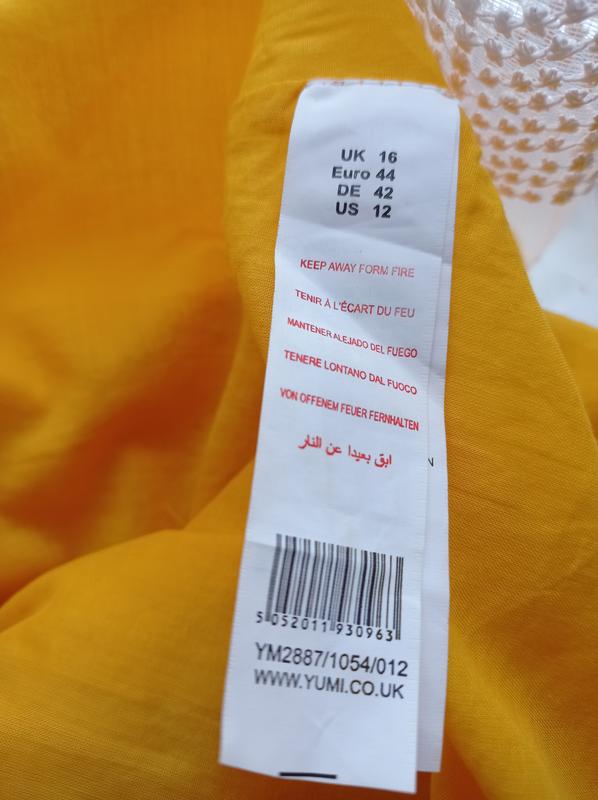 UK 16
Euro 44
DE 42
US 12
KEEP AWAY FORM FIRE
TENIR À L'ÉCART DU FEU
MANTENER ALEJADO DEL FUEGO
TENERE LONTANO DAL FUOCO
VON OFFENEM FEUER FERNHALTEN
ابق بعيدا عن النار
5 052011 930963
YM2887/1054/012
WWW.YUMI.CO.UK